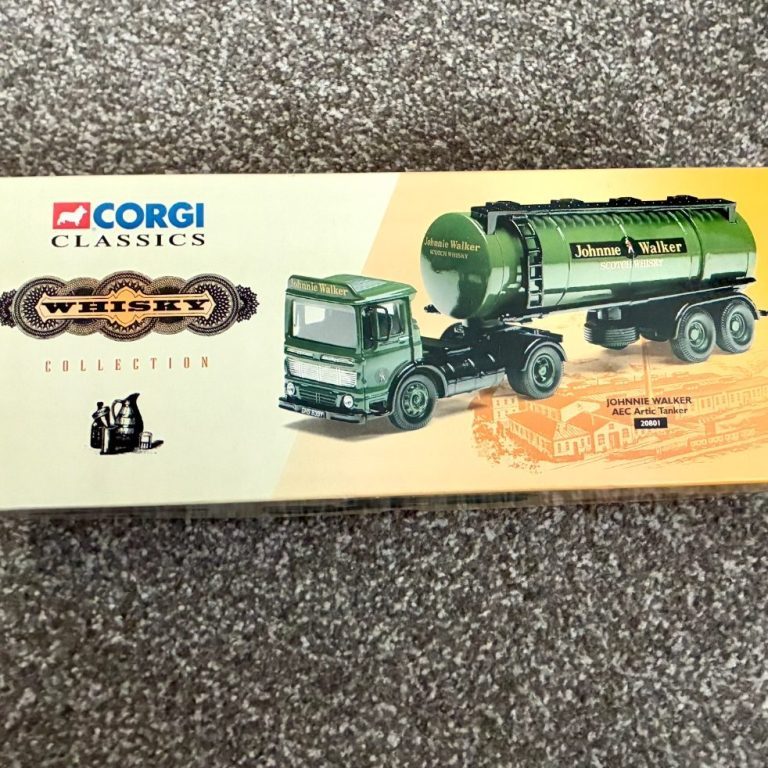 CORGI
CLASSICS
WHISKY
COLLECTION
Johnnie Walker
Johnnie Walker
SCOTCH WHISKY
Johnnie Walker
SCOTCH WHISKY
JOHNNIE WALKER
AEC Artic Tanker
20801